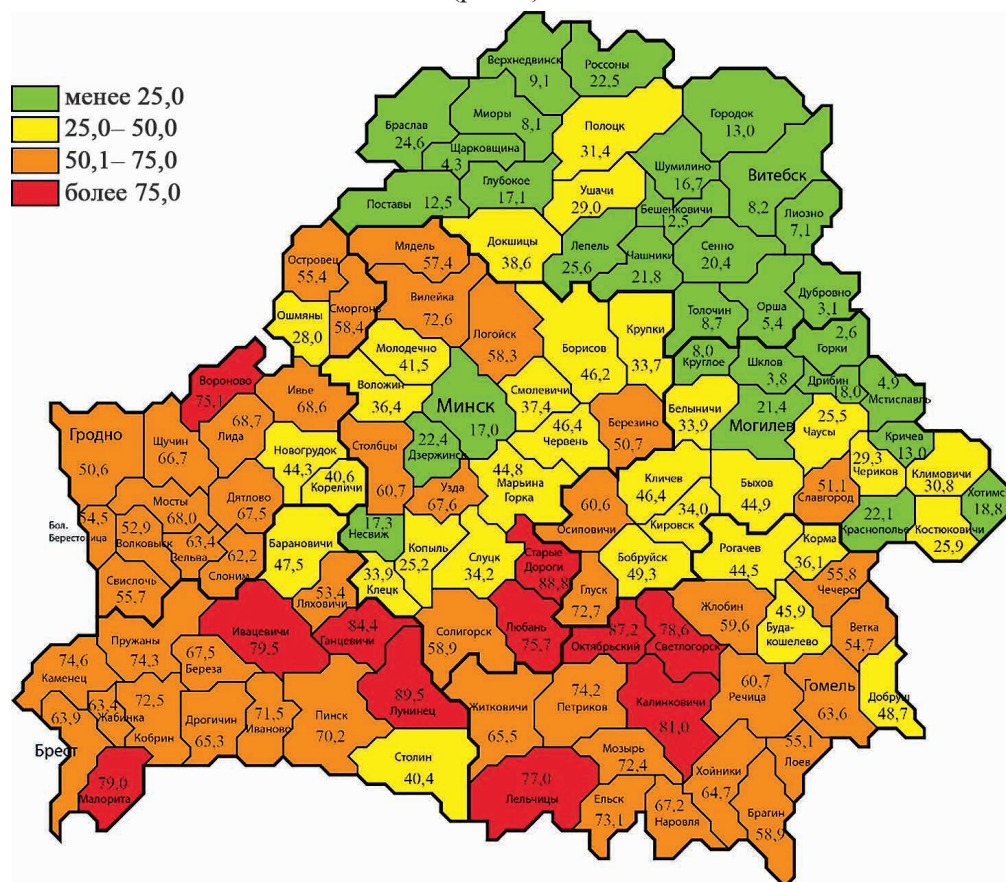 менее 25,0
25,0– 50,0
50,1– 75,0
более 75,0
Верхнедвинск
9,1
Россоны
22,5
Браслав
24,6
Миоры
8,1
Шарковщина
4,3
Полоцк
31,4
Городок
13,0
Шумилино
16,7
Витебск
8,2
Глубокое
17,1
Ушачи
29,0
Бешенковичи
12,5
Лиозно
7,1
Поставы 12,5
Докшицы
38,6
Лепель
25,6
Чашники
21,8
Сенно
20,4
Островец
55,4
Мядель
57,4
Сморгонь
58,4
Вилейка
72,6
Дубровно
3,1
Толочин
8,7
Орша
5,4
Ошмяны
28,0
Логойск
58,3
Борисов
46,2
Крупки
33,7
2,6
Горки
Молодечно
41,5
8,0
Круглое
Шклов
3,8
Дрибин
8,0
4,9
Мстиславль
Вороново
75,1
Ивье
68,6
Воложин
36,4
Минск
17,0
Смолевичи
37,4
Березино
50,7
Белыничи
33,9
21,4
Могилев
25,5
Чаусы
Гродно
50,6
Щучин
66,7
68,7
Лида
Новогрудок
44,3
40,6
Кореличи
Столбцы
60,7
22,4
Дзержинск
46,4
Червень
Кричев
13,0
29,3
Чериков
Климовичи
30,8
Хотимс
18,8
44,8
Марьина
Горка
Кличев
46,4
Быхов
44,9
51,1
Славгород
22,1
Краснополье
Костюковичи
25,9
Мосты
68,0
Дятлово
67,5
Узда
67,6
60,6
Осиповичи
34,0
Кировск
54,5
Бол.
Берестовица
52,9
Волковыск
63,4
Зельва
62,2
Слоним
Барановичи
47,5
17,3
Несвиж
Копыль
25,2
Слуцк
34,2
Старые
Дороги
88,8
Бобруйск
49,3
Рогачев
44,5
Корма
36,1
Свислочь
55,7
53,4
Ляховичи
33,9
Клецк
Глуск
72,7
55,8
Чечерск
Ивацевичи
79,5
84,4
Ганцевичи
Солигорск
58,9
Любань
75,7
87,2
Октябрьский
78,6
Светлогорск
Жлобин
59,6
45,9
Буда-
кошелево
Ветка
54,7
Пружаны
74,3
74,6
Каменец
67,5
Береза
89,5
Лунинец
Житковичи
65,5
74,2
Петриков
Калинковичи
81,0
60,7
Речица
Гомель
63,6
Добруш
48,7
63,9
Брест
63,4
Жабинка
72,5
Кобрин
Дрогичин
65,3
71,5
Иваново
Пинск
70,2
Столин
40,4
Мозырь
72,4
55,1
Лоев
79,0
Малорита
77,0
Лельчицы
Ельск
73,1
67,2
Наровля
Хойники
64,7
Брагин
58,9